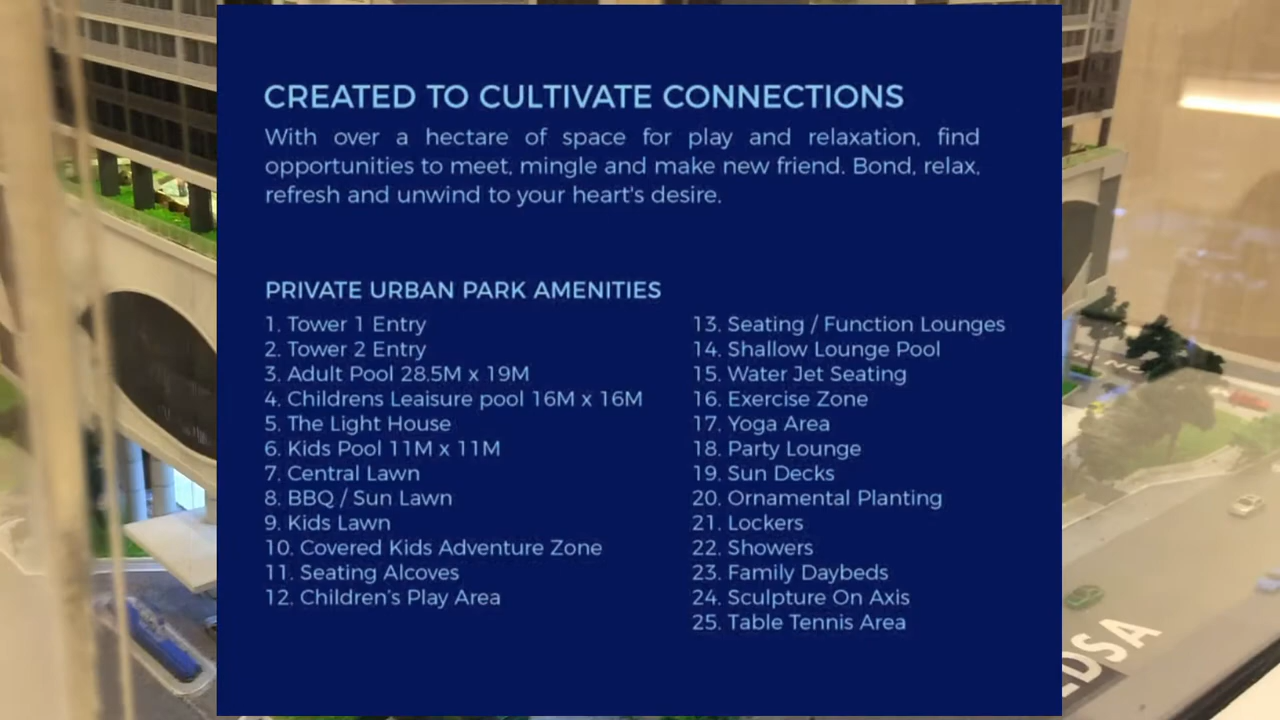 CREATED TO CULTIVATE CONNECTIONS
With over a hectare of space for play and relaxation, find
opportunities to meet, mingle and make new friend. Bond, relax,
refresh and unwind to your heart's desire.
PRIVATE URBAN PARK AMENITIES
1. Tower 1 Entry
2. Tower 2 Entry
3. Adult Pool 28.5M x 19M
4. Childrens Leaisure pool 16M x 16M
5. The Light House
6. Kids Pool 11M x 11M
7. Central Lawn
8. BBQ / Sun Lawn
9. Kids Lawn
10. Covered Kids Adventure Zone
11. Seating Alcoves
12. Children's Play Area
13. Seating / Function Lounges
14. Shallow Lounge Pool
15. Water Jet Seating
16. Exercise Zone
17. Yoga Area
18. Party Lounge
19. Sun Decks
20. Ornamental Planting
21. Lockers
22. Showers
23. Family Daybeds
24. Sculpture On Axis
25. Table Tennis Area
EDSA